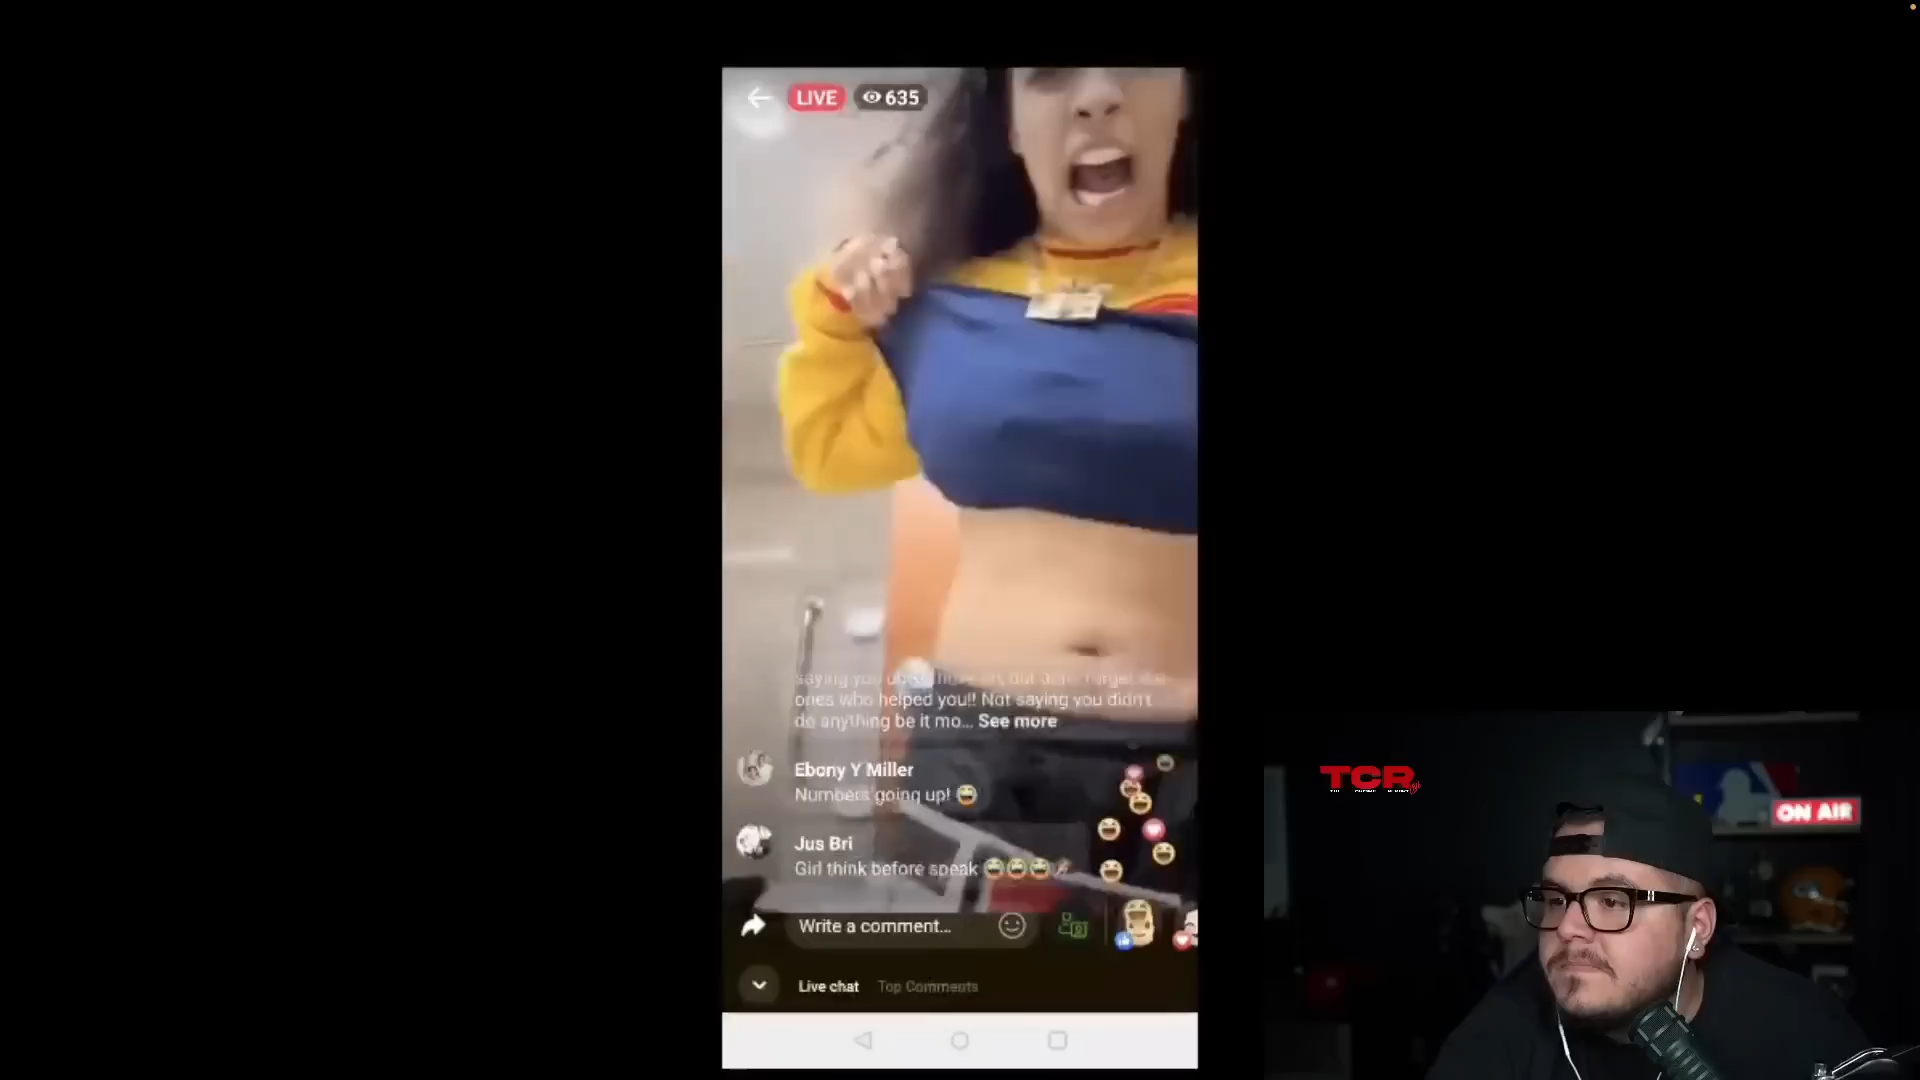 LIVE 635
ones who helped you!! Not saying you didn't
do anything be it mo... See more
Ebony Y Miller
Numbers going up! 😆
Jus Bri
Girl think before speak 😆😆😆
Write a comment...
Live chat Top Comments
TCR
ON AIR